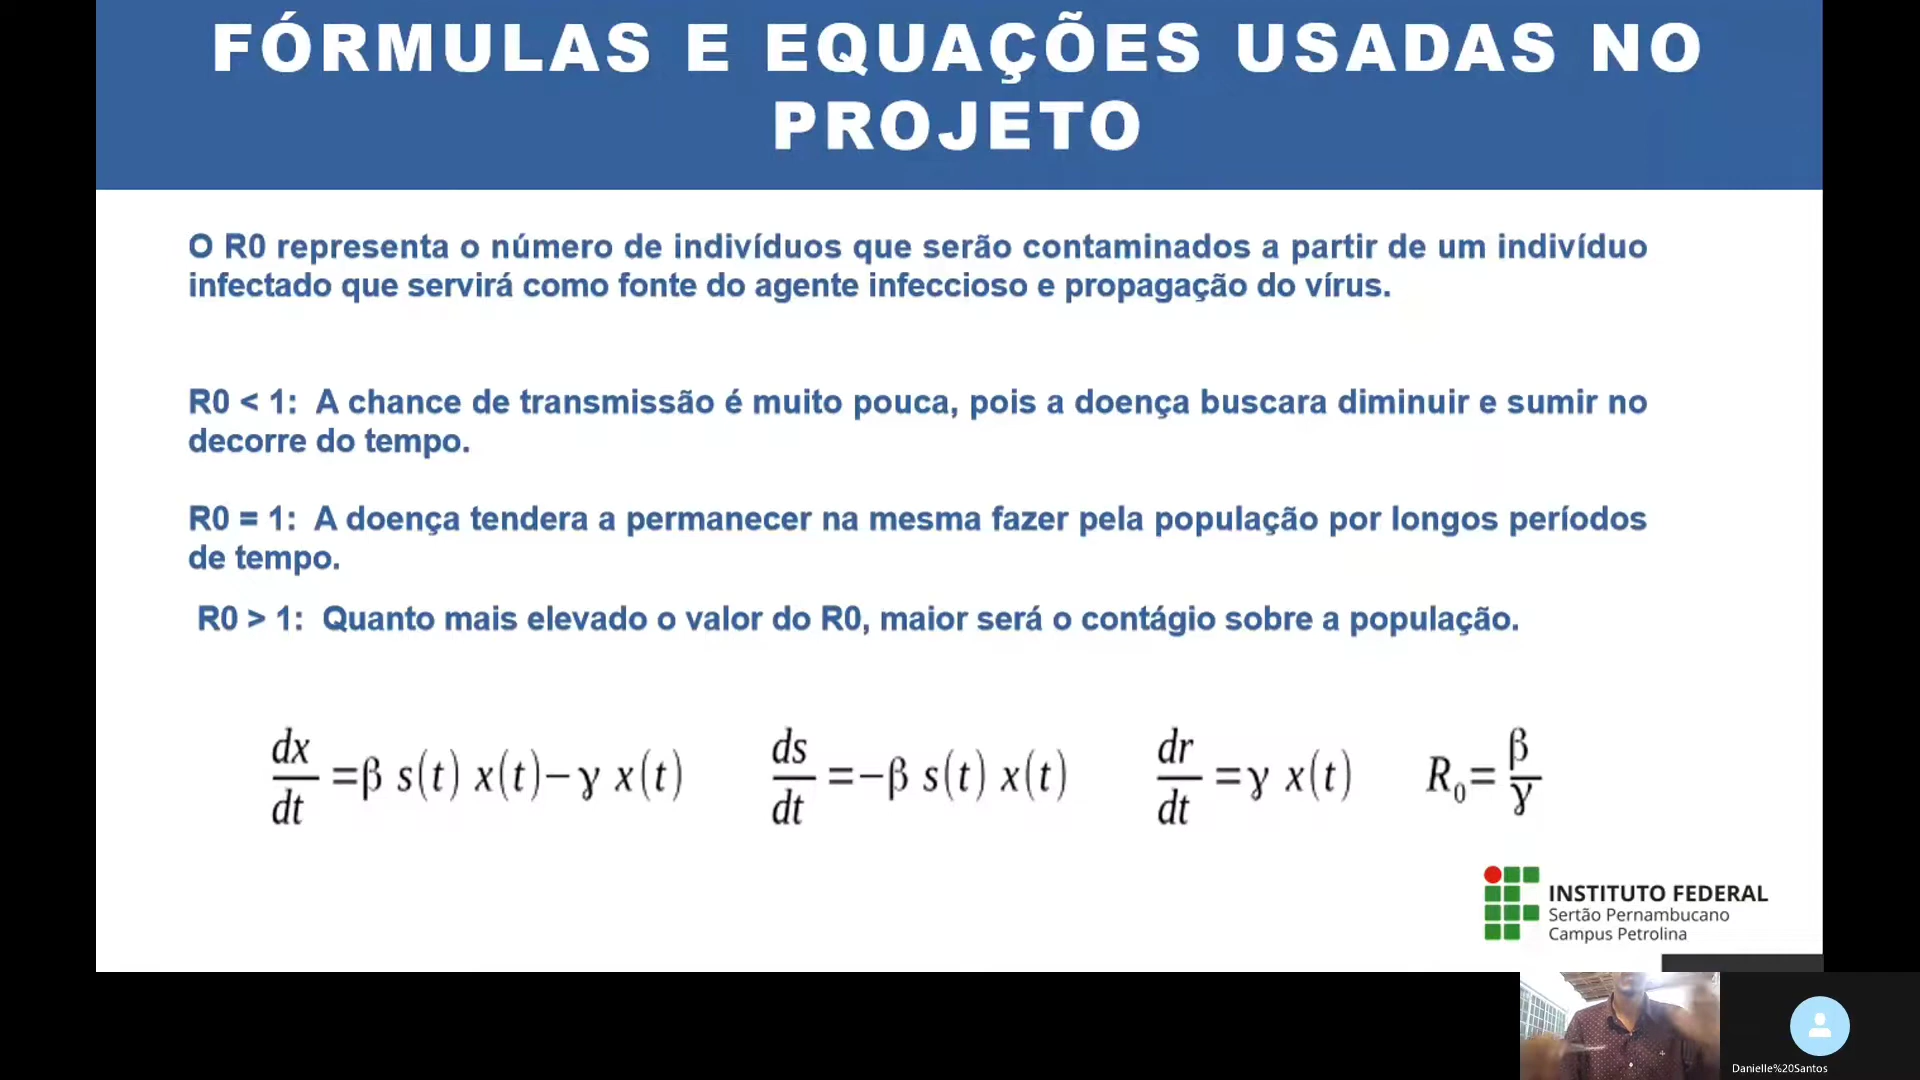 FÓRMULAS E EQUAÇÕES USADAS NO
PROJETO
O R0 representa o número de indivíduos que serão contaminados a partir de um indivíduo
infectado que servirá como fonte do agente infeccioso e propagação do vírus.
R0 < 1: A chance de transmissão é muito pouca, pois a doença buscara diminuir e sumir no
decorre do tempo.
R0 = 1: A doença tendera a permanecer na mesma fazer pela população por longos períodos
de tempo.
R0 > 1: Quanto mais elevado o valor do R0, maior será o contágio sobre a população.
dx/dt =β s(t) x(t)−γ x(t)   ds/dt =−β s(t) x(t)   dr/dt =γ x(t)   R₀= β/γ
INSTITUTO FEDERAL
Sertão Pernambucano
Campus Petrolina
Danielle%20Santos